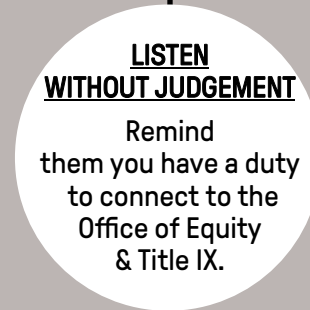 LISTEN
WITHOUT JUDGEMENT
Remind
them you have a duty
to connect to the
Office of Equity
& Title IX.